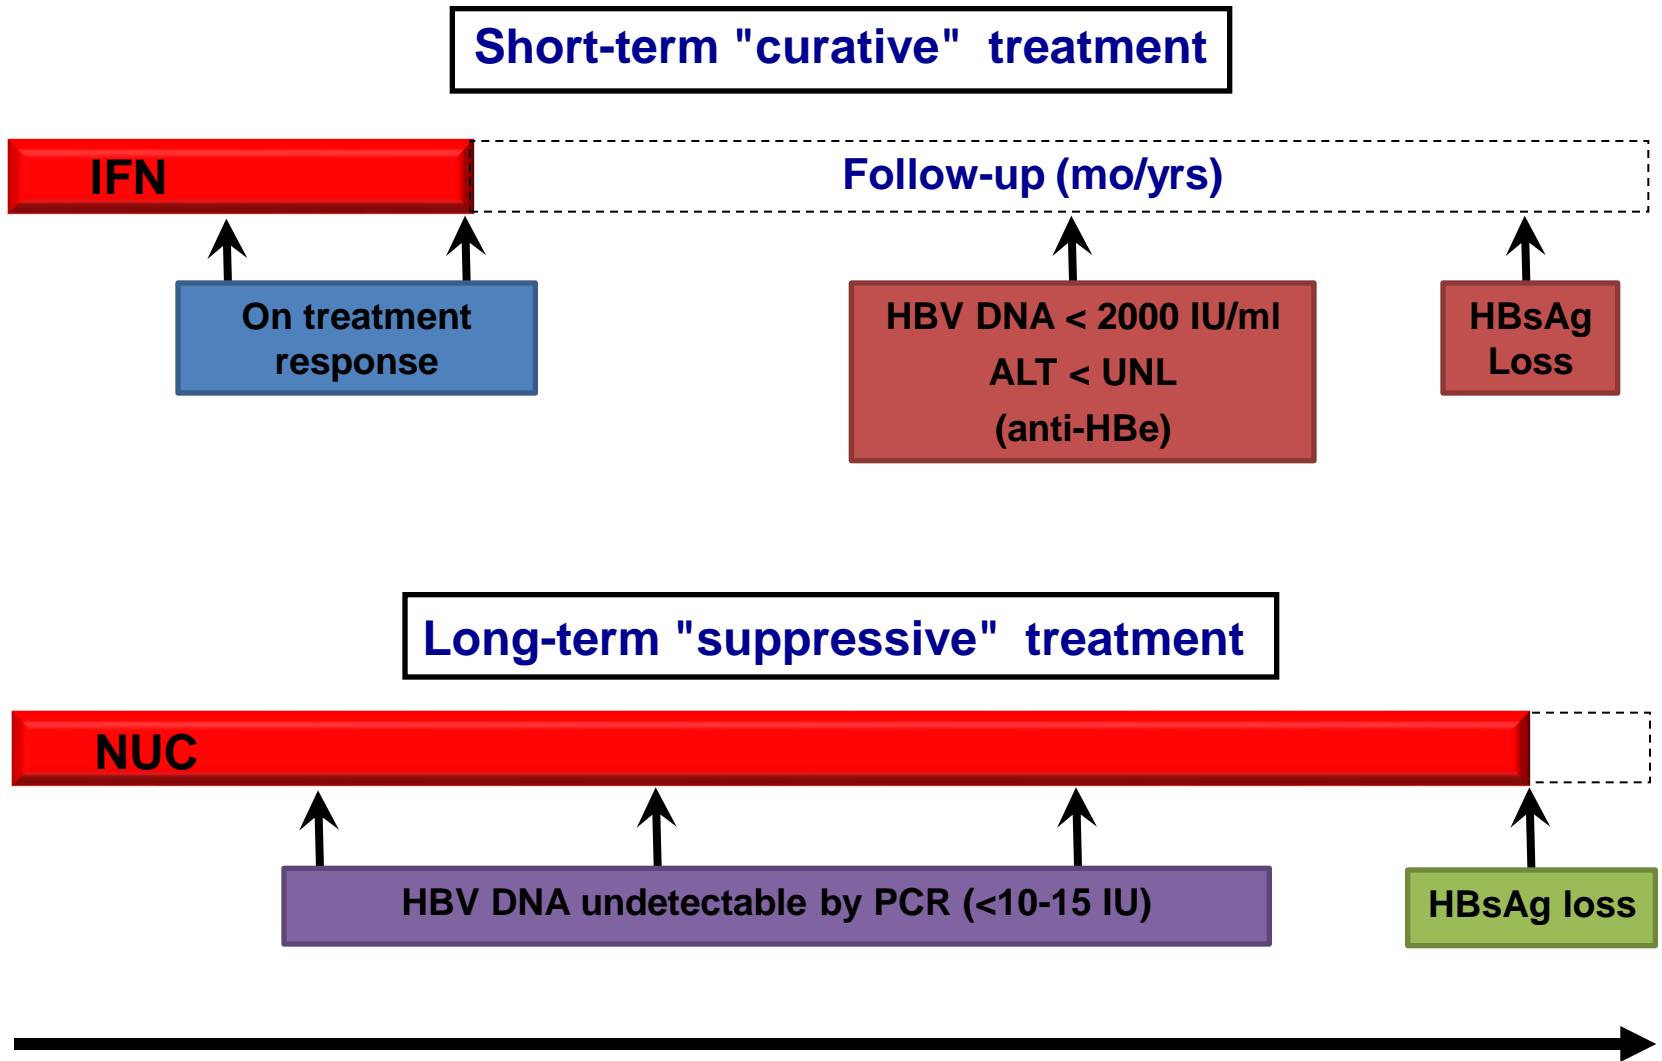 Short-term "curative" treatment
IFN
Follow-up (mo/yrs)
On treatment
response
HBV DNA < 2000 IU/ml
ALT < UNL
(anti-HBe)
HBsAg
Loss
Long-term "suppressive" treatment
NUC
HBV DNA undetectable by PCR (<10-15 IU)
HBsAg loss